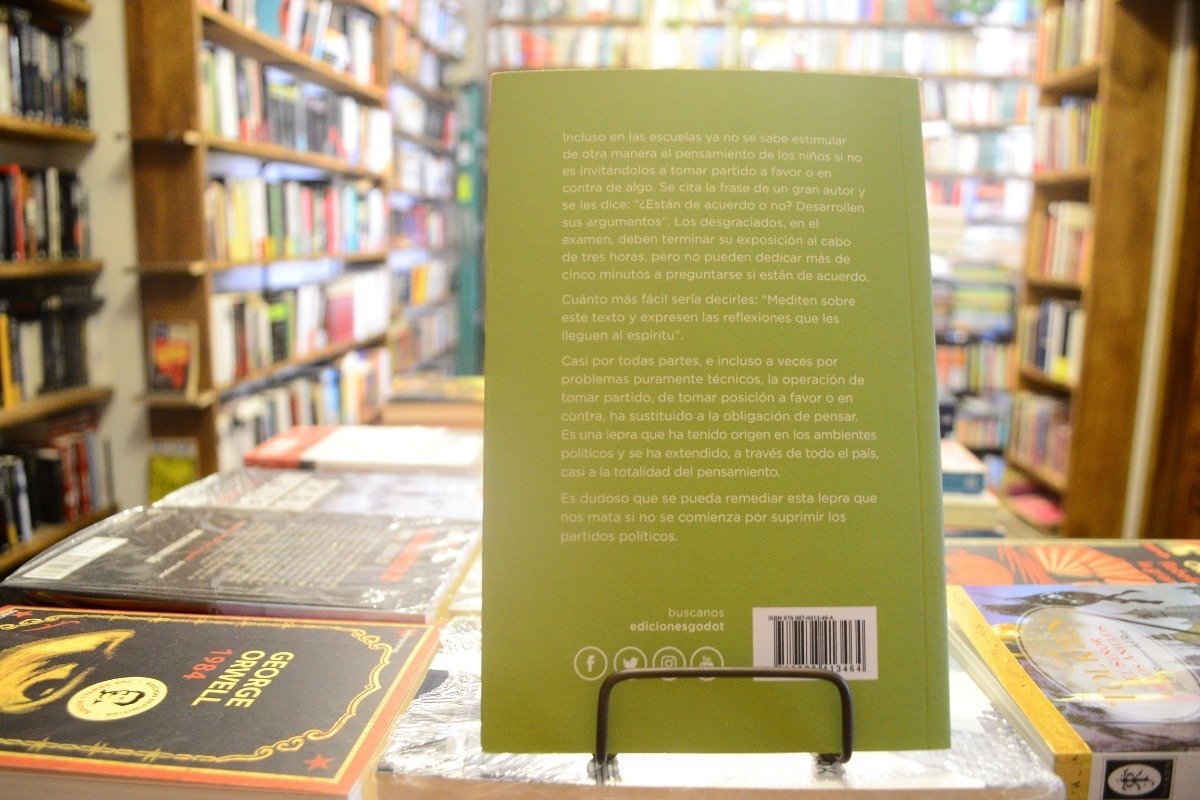 Incluso en las escuelas ya no se sabe estimular
de otra manera el pensamiento de los niños si no
es invitándolos a tomar partido a favor o en
contra de algo. Se cita la frase de un gran autor y
se les dice: “¿Están de acuerdo o no? Desarrollen
sus argumentos”. Los desgraciados, en el
examen, deben terminar su exposición al cabo
de tres horas, pero no pueden dedicar más de
cinco minutos a preguntarse si están de acuerdo.
Cuánto más fácil sería decirles: "Mediten sobre
este texto y expresen las reflexiones que les
lleguen al espíritu”.
Casi por todas partes, e incluso a veces por
problemas puramente técnicos, la operación de
tomar partido, de tomar posición a favor o en
contra, ha sustituido a la obligación de pensar.
Es una lepra que ha tenido origen en los ambientes
políticos y se ha extendido, a través de todo el país,
casi a la totalidad del pensamiento.
Es dudoso que se pueda remediar esta lepra que
nos mata si no se comienza por suprimir los
partidos políticos.
buscanos
edicionesgodot
ISBN 978-987-8413-46-4
GEORGE
ORWELL
1984